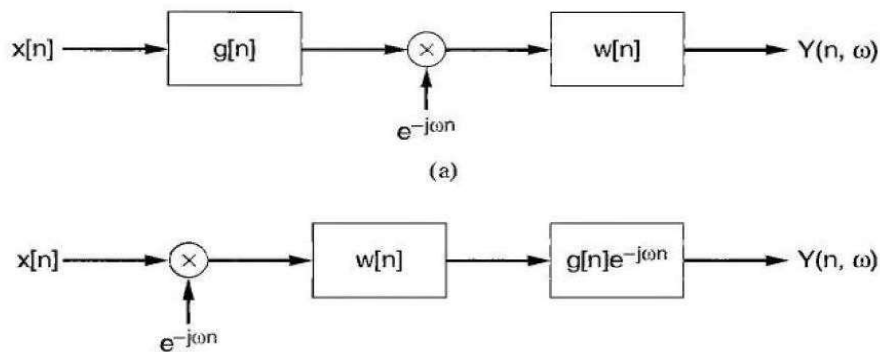 x[n] g[n] × w[n] Y(n, ω)
e^{-jωn}
(a)
x[n] × w[n] g[n]e^{-jωn} Y(n, ω)
e^{-jωn}